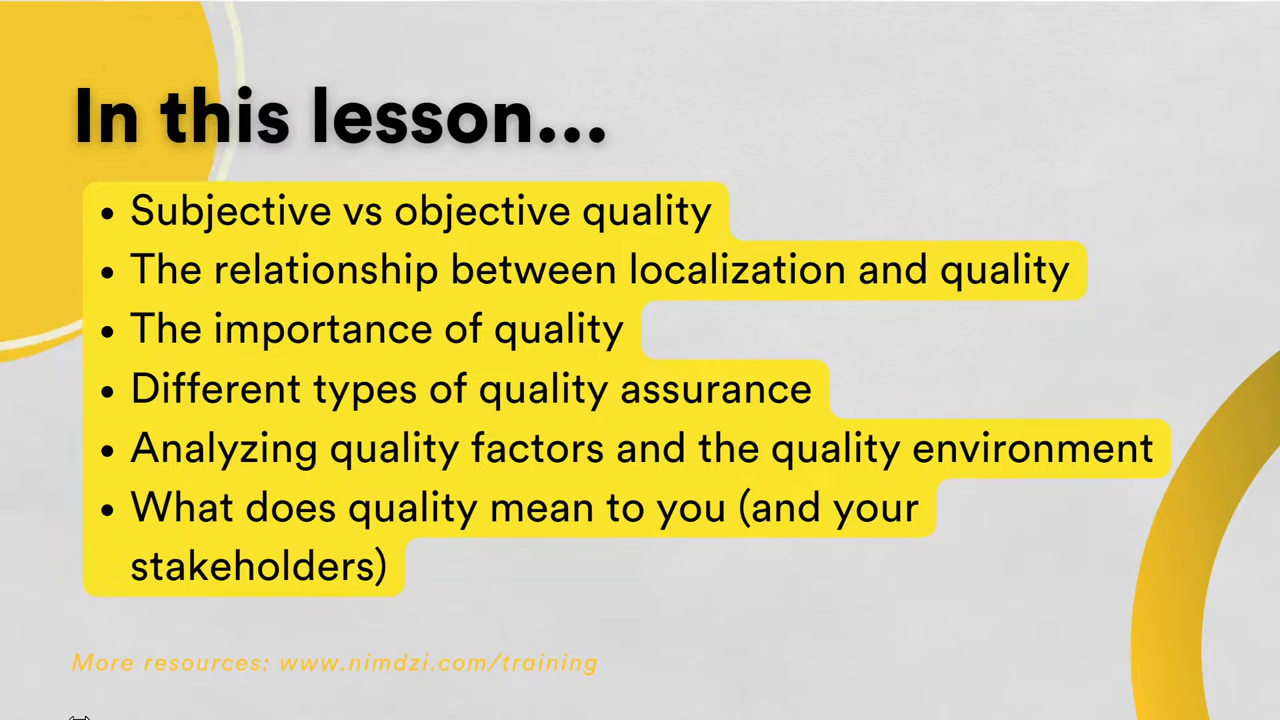 In this lesson...
• Subjective vs objective quality
• The relationship between localization and quality
• The importance of quality
• Different types of quality assurance
• Analyzing quality factors and the quality environment
• What does quality mean to you (and your
stakeholders)
More resources: www.nimdzi.com/training